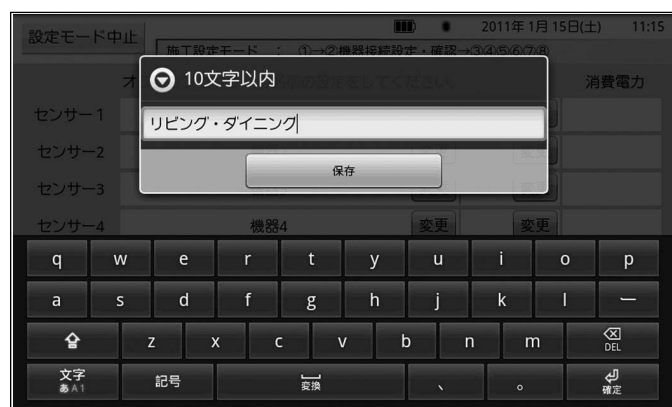 設定モード中止
2011年 1月 15日(土) 11:15
施工設定モード : ①→②機器接続設定・確認→③④⑤⑥⑦⑧
消費電力
10文字以内
リビング・ダイニング
保存
センサー1
センサー2
センサー3
センサー4 機器4 変更 変更
q w e r t y u i o p
a s d f g h j k l ー
z x c v b n m DEL
文字 記号 変換 、 。 確定
あA1